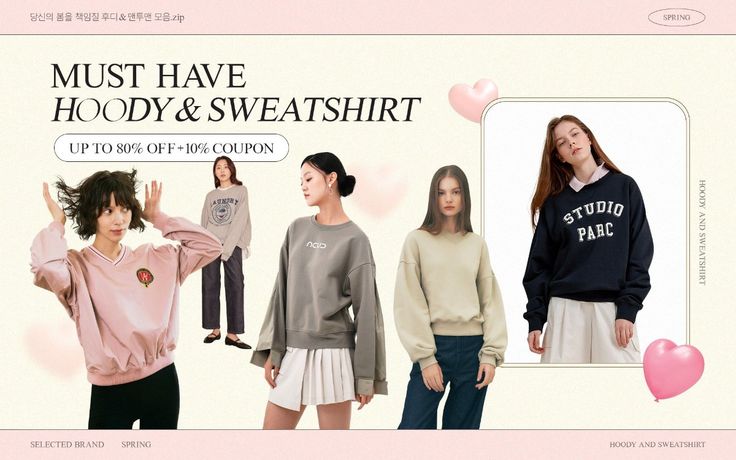 당신의 봄을 책임질 후디&맨투맨 모음.zip
SPRING
MUST HAVE
HOODY & SWEATSHIRT
UP TO 80% OFF+10% COUPON
LAUNDRY
nab
STUDIO
PARC
HOODY AND SWEATSHIRT
SELECTED BRAND
SPRING
HOODY AND SWEATSHIRT